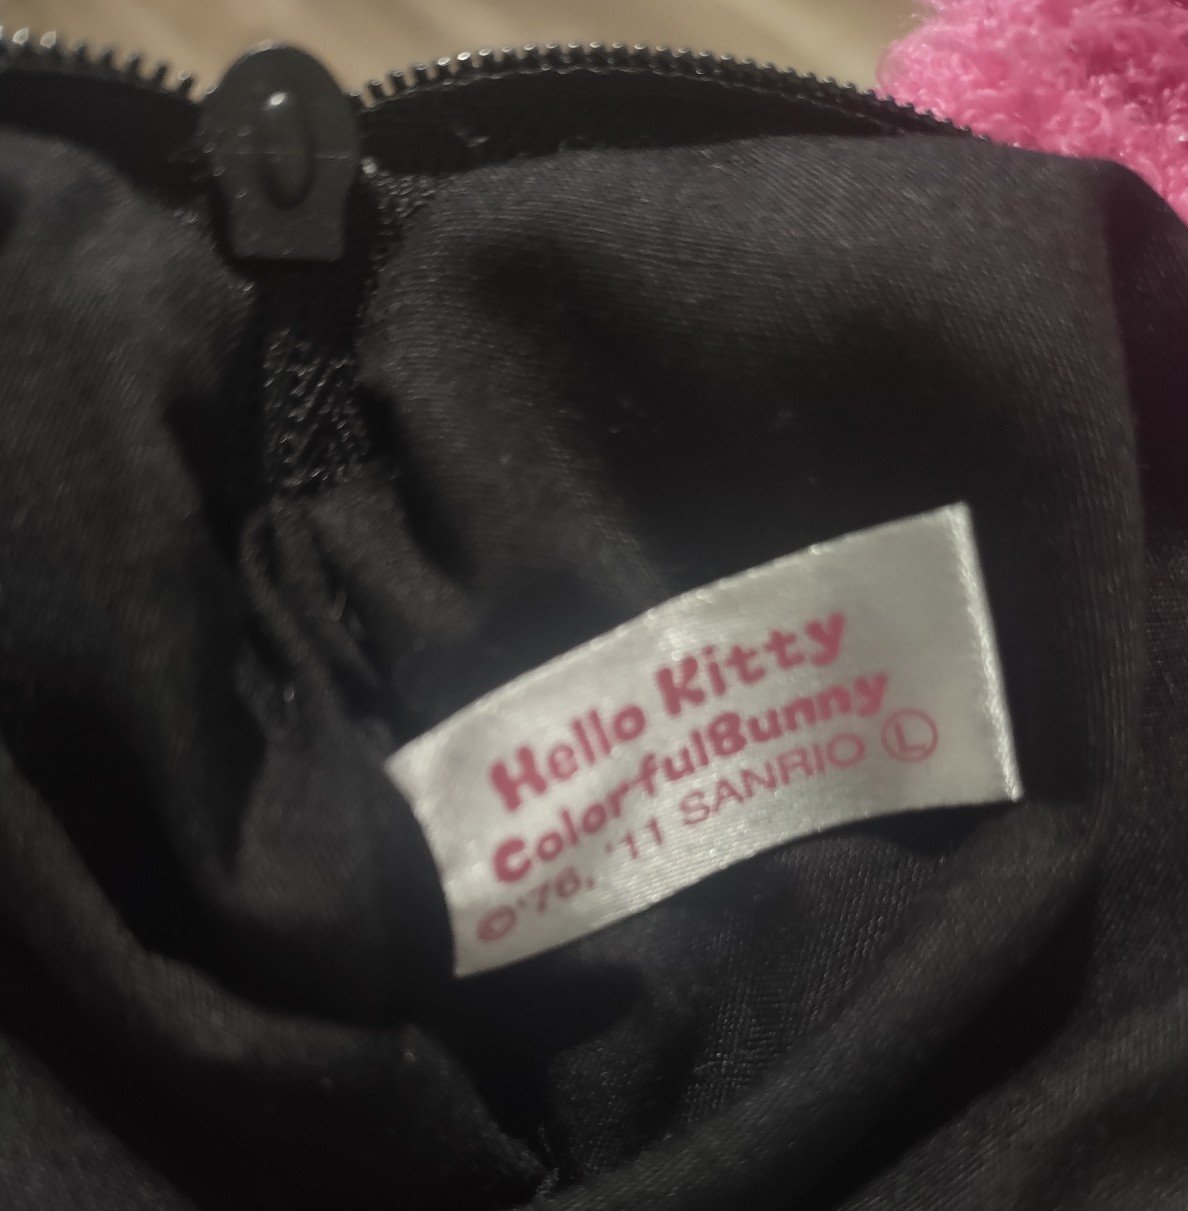 Hello Kitty
ColorfulBunny
©'76, '11 SANRIO Ⓛ